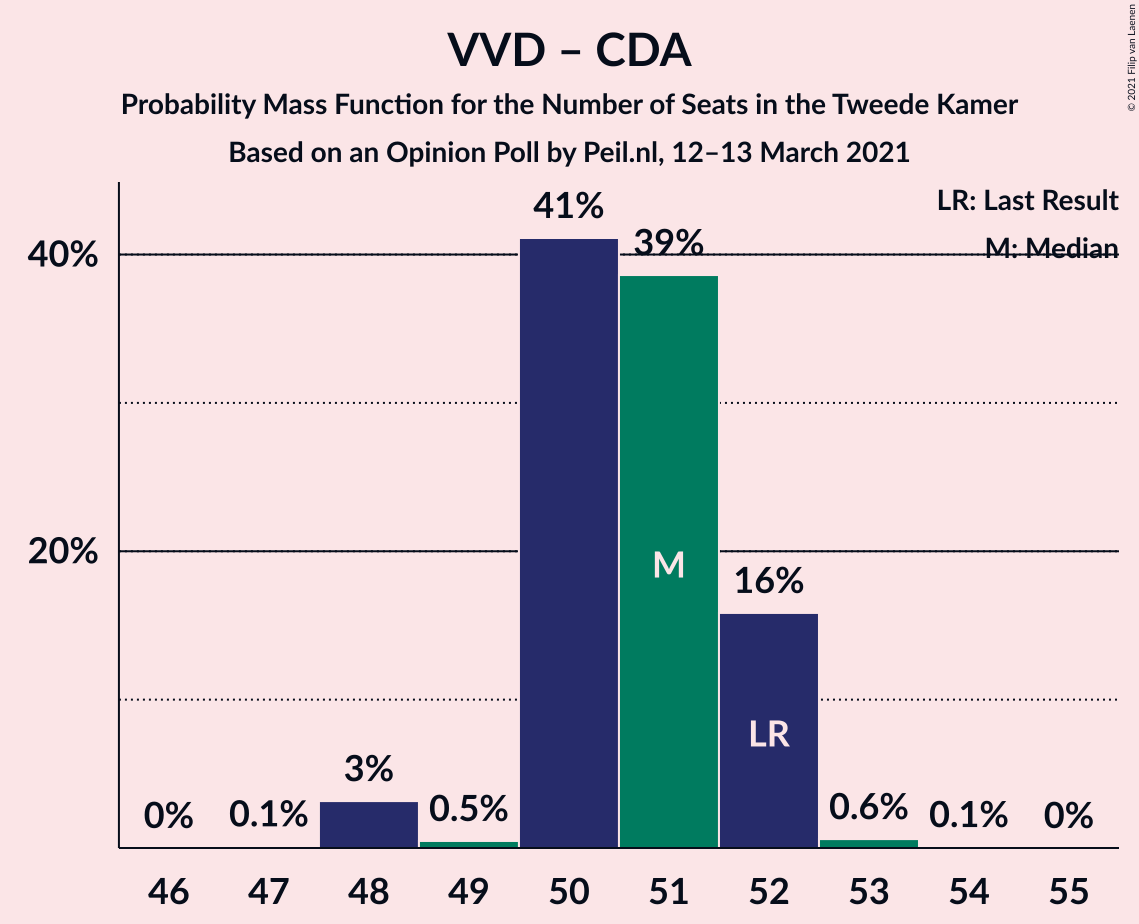 VVD – CDA
Probability Mass Function for the Number of Seats in the Tweede Kamer
Based on an Opinion Poll by Peil.nl, 12–13 March 2021
© 2021 Filip van Laenen
LR: Last Result
M: Median
40%
20%
0%
0.1%
3%
0.5%
41%
39%
16%
0.6%
0.1%
0%
M
LR
46 47 48 49 50 51 52 53 54 55